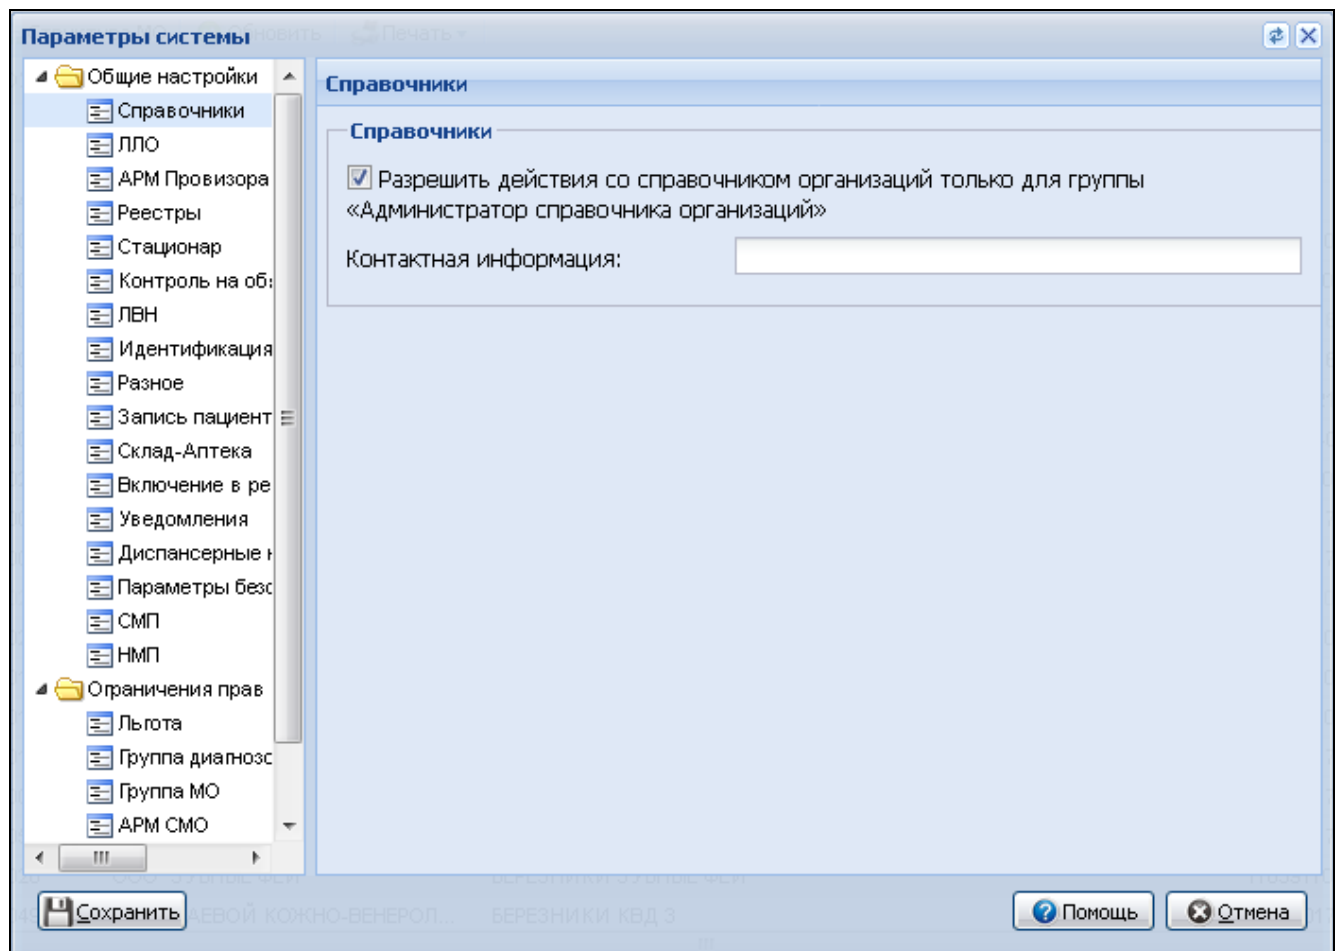 Параметры системы
Общие настройки
Справочники
ЛЛО
АРМ Провизора
Реестры
Стационар
Контроль на об
ЛВН
Идентификация
Разное
Запись пациент
Склад-Аптека
Включение в ре
Уведомления
Диспансерные
Параметры без
СМП
НМП
Ограничения прав
Льгота
Группа диагноз
Группа МО
АРМ СМО
Справочники
Справочники
Разрешить действия со справочником организаций только для группы
«Администратор справочника организаций»
Контактная информация:
Сохранить
Помощь
Отмена